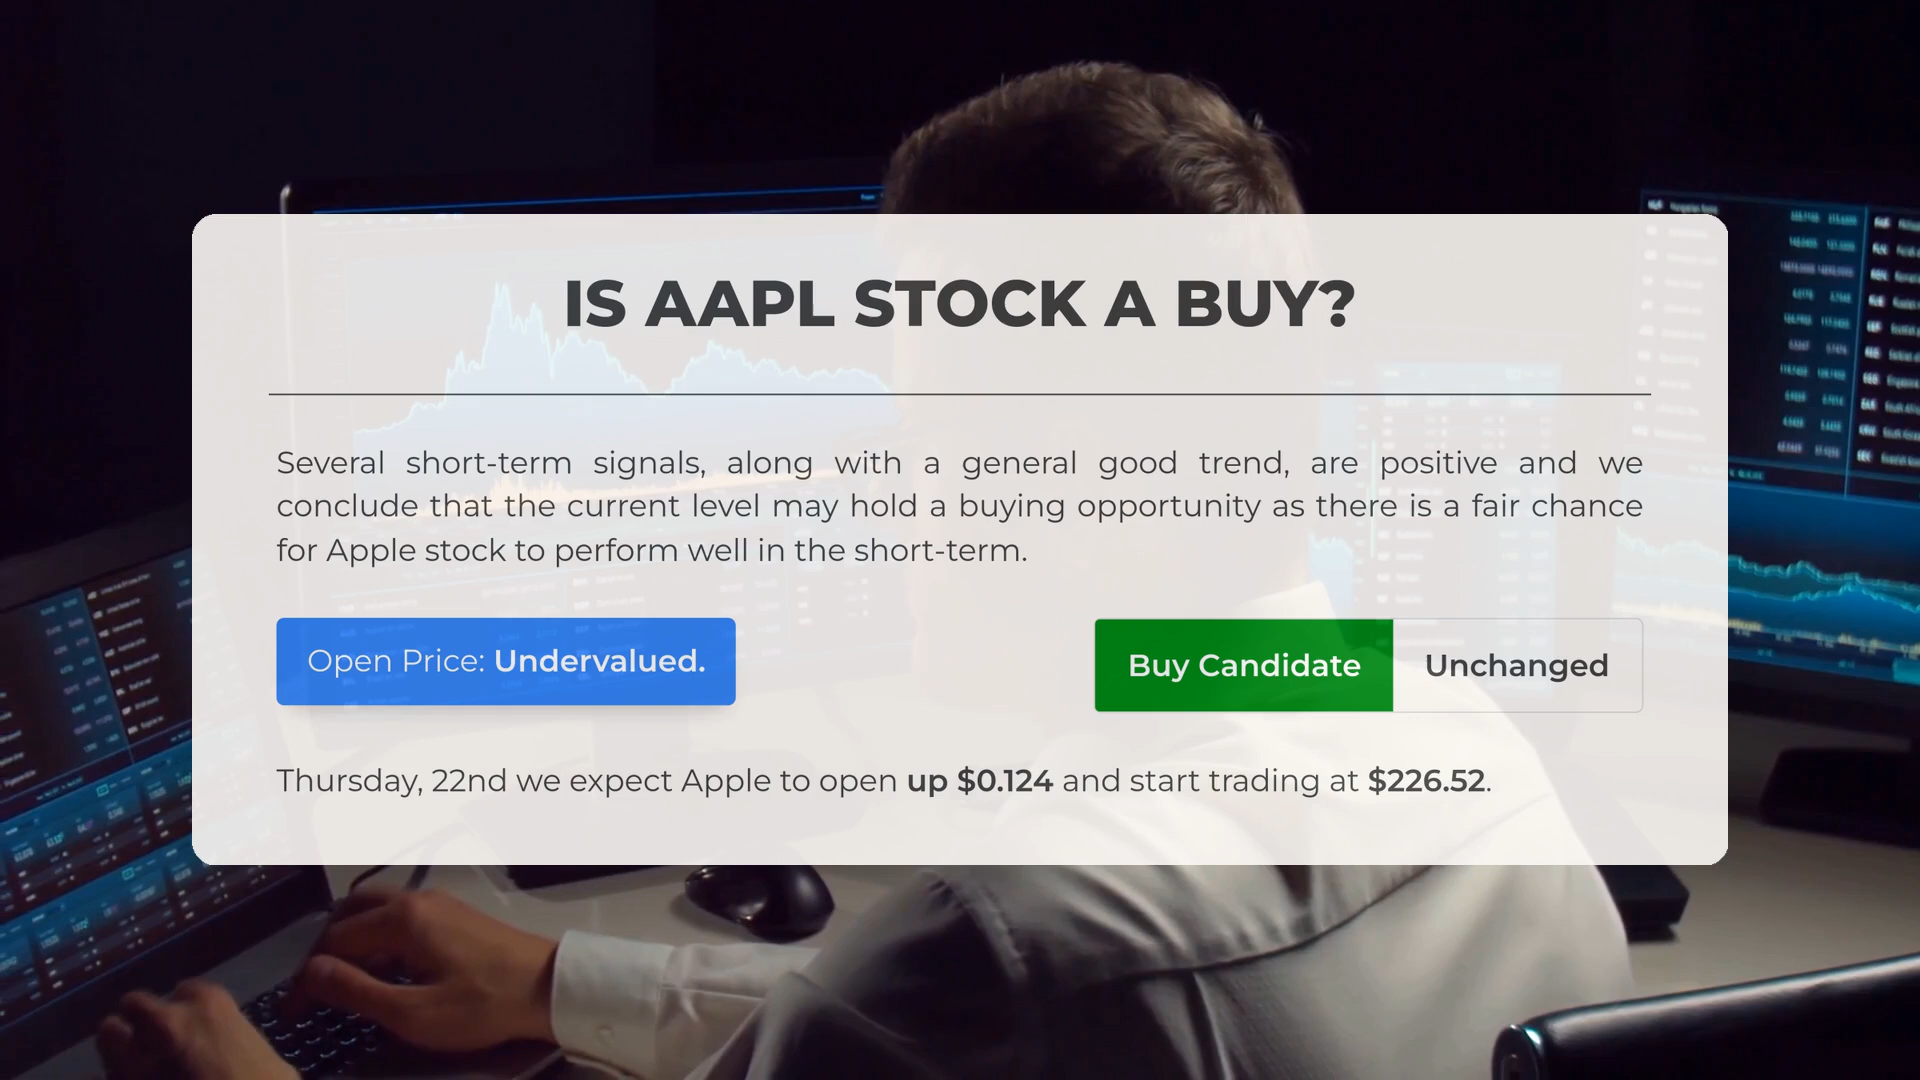 IS AAPL STOCK A BUY?
Several short-term signals, along with a general good trend, are positive and we
conclude that the current level may hold a buying opportunity as there is a fair chance
for Apple stock to perform well in the short-term.
Open Price: Undervalued.
Buy Candidate Unchanged
Thursday, 22nd we expect Apple to open up $0.124 and start trading at $226.52.